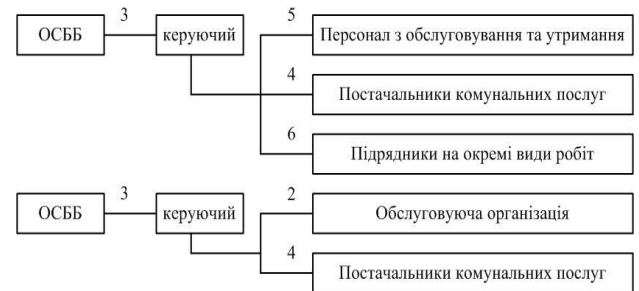 3
5
ОСББ
керуючий
Персонал з обслуговування та утримання
4
Постачальники комунальних послуг
6
Підрядники на окремі види робіт
3
2
ОСББ
керуючий
Обслуговуюча організація
4
Постачальники комунальних послуг